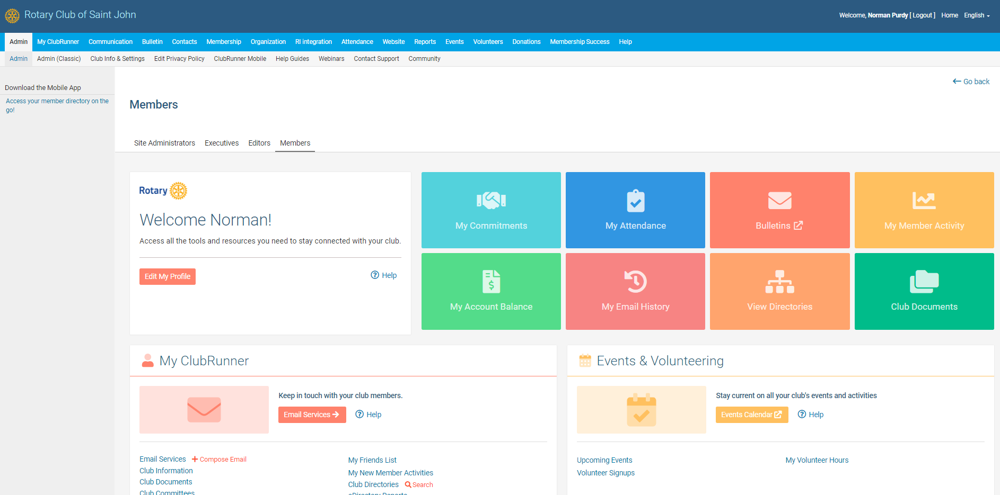 Rotary Club of Saint John
Welcome, Norman Purdy [ Logout ] Home English
Admin My ClubRunner Communication Bulletin Contacts Membership Organization RI integration Attendance Website Reports Events Volunteers Donations Membership Success Help
Admin Admin (Classic) Club Info & Settings Edit Privacy Policy ClubRunner Mobile Help Guides Webinars Contact Support Community
Download the Mobile App
Access your member directory on the
go!
Go back
Members
Site Administrators Executives Editors Members
Rotary
Welcome Norman!
Access all the tools and resources you need to stay connected with your club.
Edit My Profile
Help
My Commitments
My Attendance
Bulletins
My Member Activity
My Account Balance
My Email History
View Directories
Club Documents
My ClubRunner
Keep in touch with your club members.
Email Services
Help
Email Services Compose Email
Club Information
Club Documents
Club Committees
My Friends List
My New Member Activities
Club Directories Search
eDirectory Reports
Events & Volunteering
Stay current on all your club's events and activities
Events Calendar
Help
Upcoming Events
Volunteer Signups
My Volunteer Hours